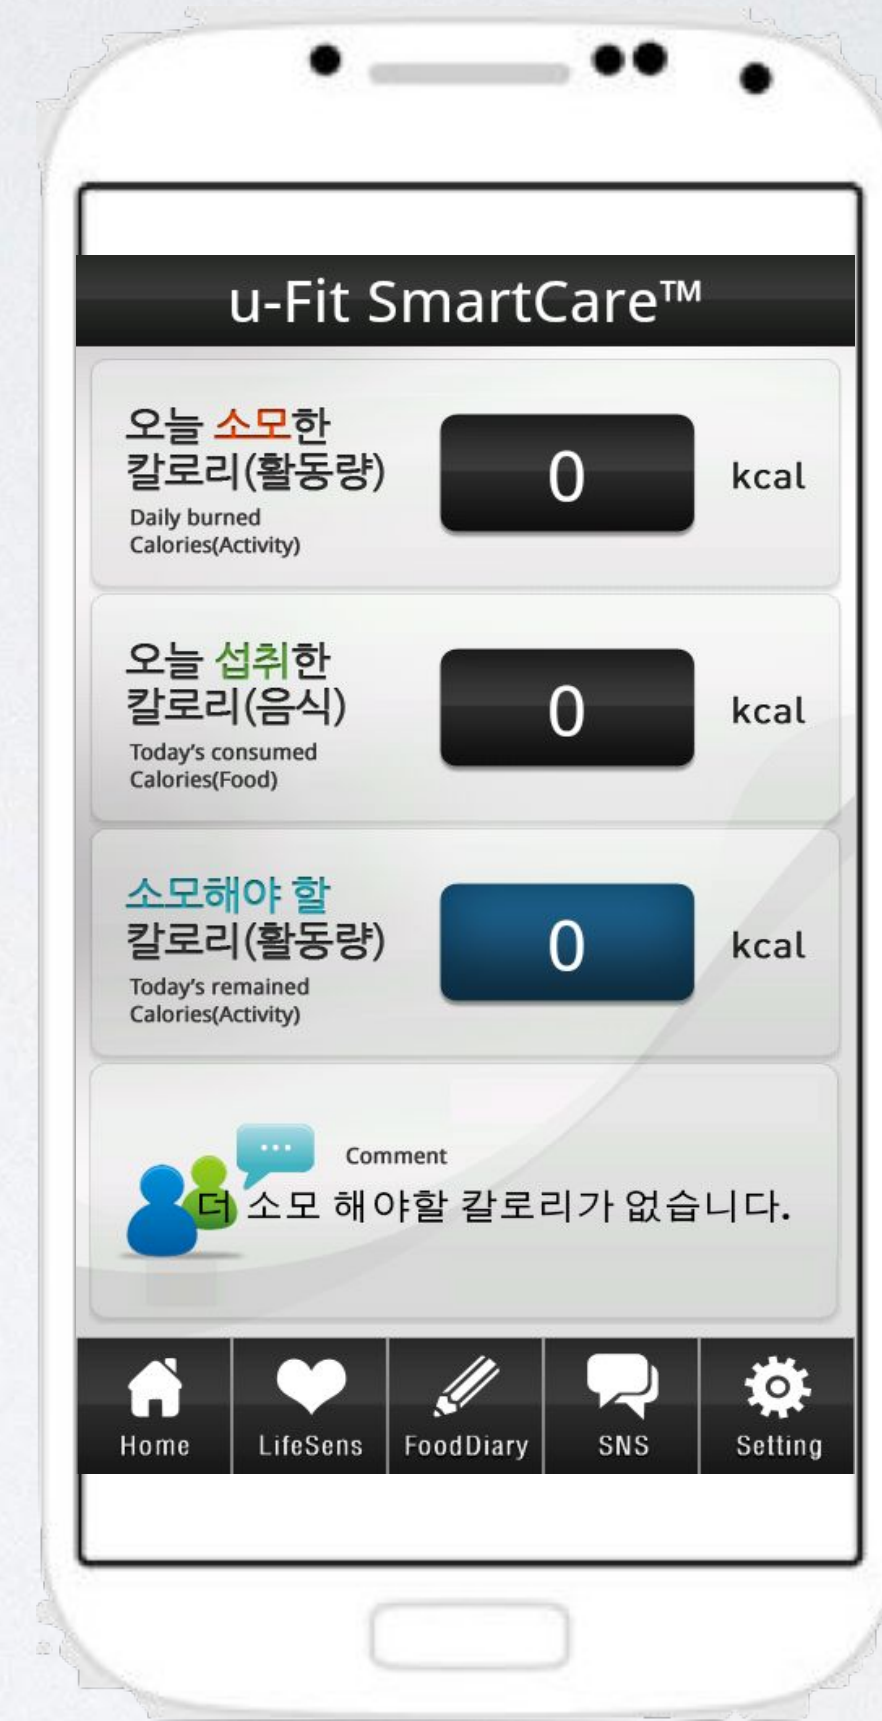 u-Fit SmartCare™
오늘 소모한
칼로리(활동량)
Daily burned
Calories(Activity)
0
kcal
오늘 섭취한
칼로리(음식)
Today's consumed
Calories(Food)
0
kcal
소모해야 할
칼로리(활동량)
Today's remained
Calories(Activity)
0
kcal
Comment
더 소모 해야할 칼로리가 없습니다.
Home
LifeSens
FoodDiary
SNS
Setting